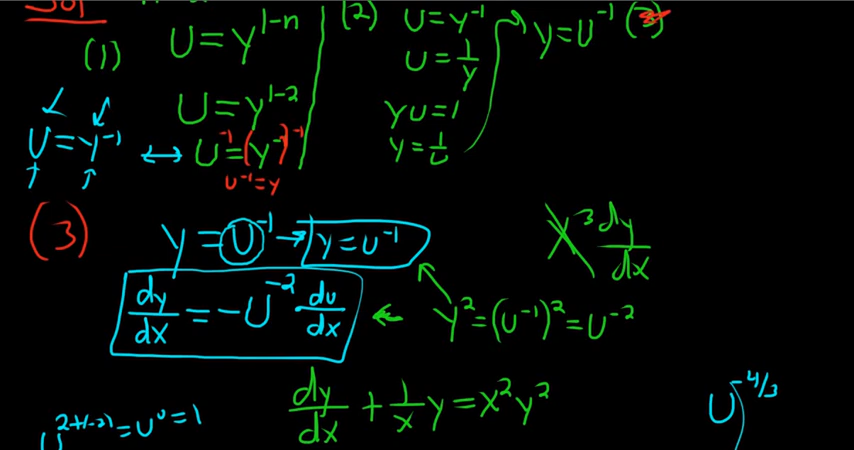 Sol
(1) U = y^{1-n}
U = y^{1-2}
U = y^{-1} ↔ U^{-1} = (y^{-1})^{-1}
U^{-1} = y
(2) U = y^{-1}
U = 1/y
yU = 1
y = 1/U
y = U^{-1} (3)
(3) y = U^{-1} → y = U^{-1}
x^3 dy/dx
dy/dx = -U^{-2} du/dx ← y^2 = (U^{-1})^2 = U^{-2}
dy/dx + 1/x y = x^2 y^2
U^{2+(-2)} = U^0 = 1
U^{-4/3}